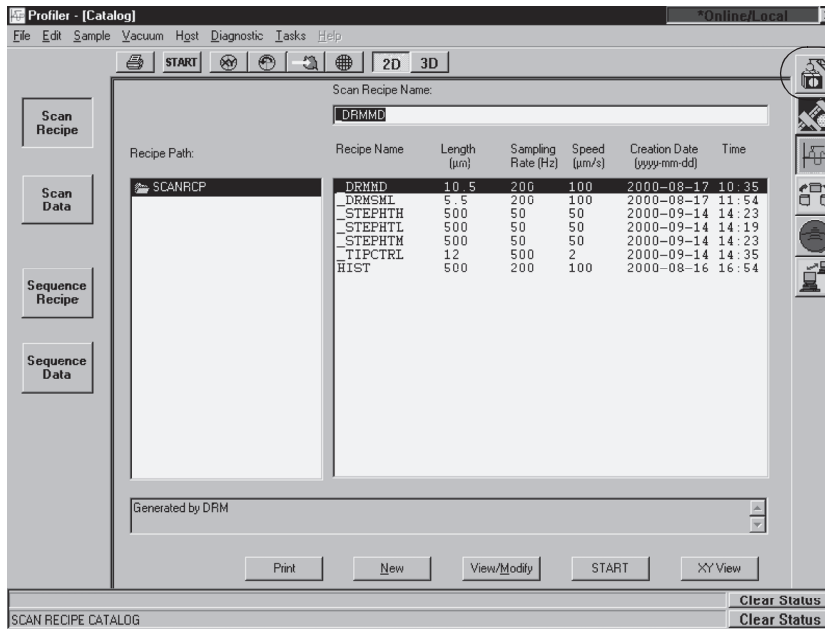 Profiler - [Catalog]
*Online/Local
File Edit Sample Vacuum Host Diagnostic Tasks Help
START 2D 3D
Scan Recipe
Scan Data
Sequence Recipe
Sequence Data
Scan Recipe Name:
_DRMMD
Recipe Path:
SCANRCP
Recipe Name Length (µm) Sampling Rate (Hz) Speed (µm/s) Creation Date (yyyy-mm-dd) Time
_DRMMD 10.5 200 100 2000-08-17 10:35
_DRMSML 5.5 200 100 2000-08-17 11:54
_STEPHTH 500 50 50 2000-09-14 14:23
_STEPHTL 500 50 50 2000-09-14 14:19
_STEPHTM 500 50 50 2000-09-14 14:23
_TIPCTRL 12 500 2 2000-09-14 14:35
HIST 500 200 100 2000-08-16 16:54
Generated by DRM
Print New View/Modify START XY View
Clear Status
SCAN RECIPE CATALOG Clear Status